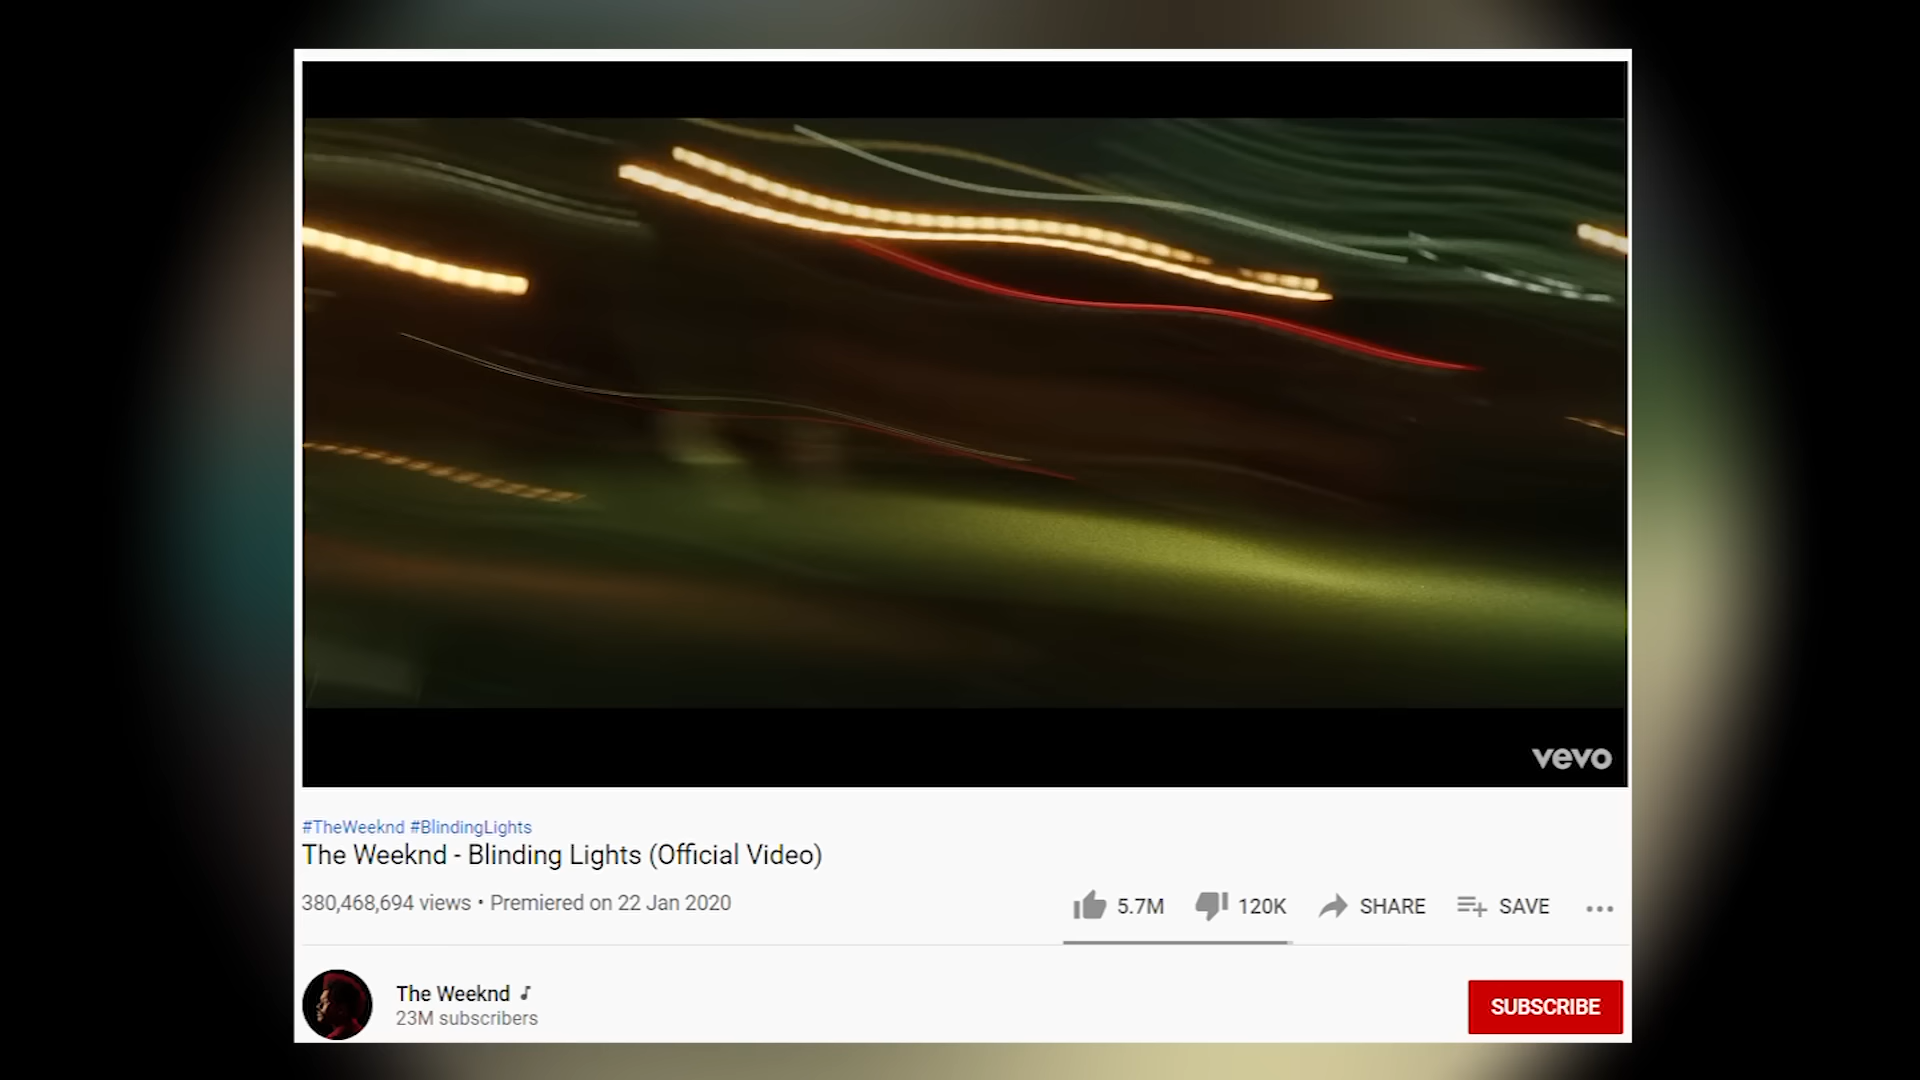 vevo
#TheWeeknd #BlindingLights
The Weeknd - Blinding Lights (Official Video)
380,468,694 views • Premiered on 22 Jan 2020
5.7M 120K SHARE SAVE
The Weeknd
23M subscribers
SUBSCRIBE